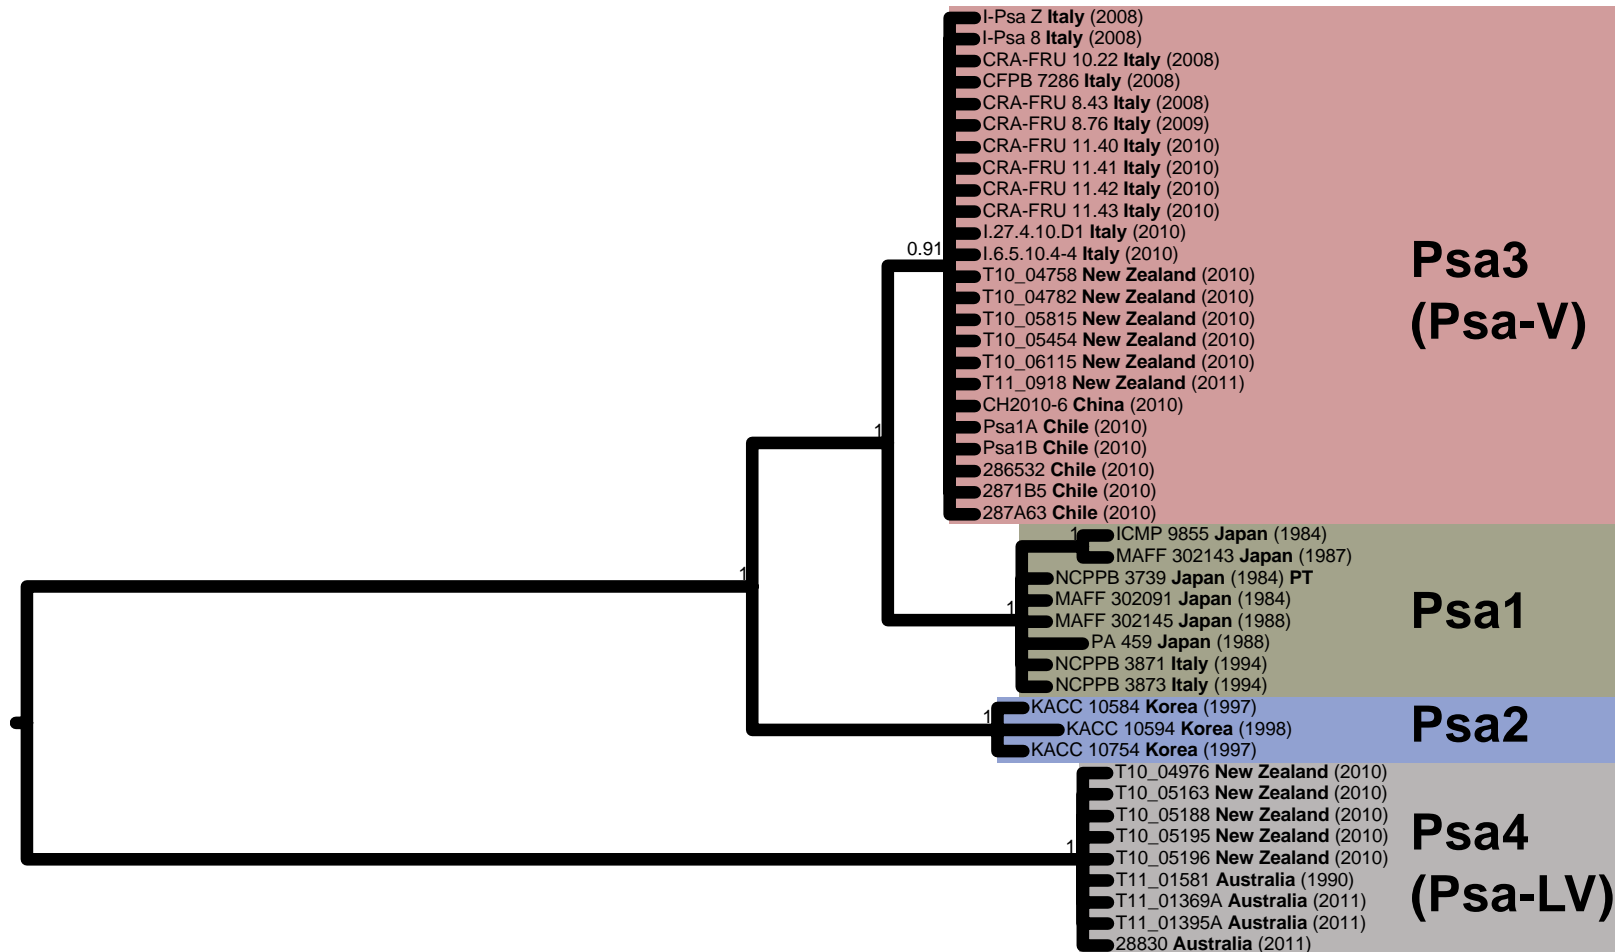 I-Psa Z Italy (2008)
I-Psa 8 Italy (2008)
CRA-FRU 10.22 Italy (2008)
CFPB 7286 Italy (2008)
CRA-FRU 8.43 Italy (2008)
CRA-FRU 8.76 Italy (2009)
CRA-FRU 11.40 Italy (2010)
CRA-FRU 11.41 Italy (2010)
CRA-FRU 11.42 Italy (2010)
CRA-FRU 11.43 Italy (2010)
I.27.4.10.D1 Italy (2010)
I.6.5.10.4-4 Italy (2010)
T10_04758 New Zealand (2010)
T10_04782 New Zealand (2010)
T10_05815 New Zealand (2010)
T10_05454 New Zealand (2010)
T10_06115 New Zealand (2010)
T11_0918 New Zealand (2011)
CH2010-6 China (2010)
Psa1A Chile (2010)
Psa1B Chile (2010)
286532 Chile (2010)
2871B5 Chile (2010)
287A63 Chile (2010)
Psa3
(Psa-V)
0.91
1
1
ICMP 9855 Japan (1984)
MAFF 302143 Japan (1987)
NCPPB 3739 Japan (1984) PT
MAFF 302091 Japan (1984)
MAFF 302145 Japan (1988)
PA 459 Japan (1988)
NCPPB 3871 Italy (1994)
NCPPB 3873 Italy (1994)
Psa1
1
1
KACC 10584 Korea (1997)
KACC 10594 Korea (1998)
KACC 10754 Korea (1997)
Psa2
1
T10_04976 New Zealand (2010)
T10_05163 New Zealand (2010)
T10_05188 New Zealand (2010)
T10_05195 New Zealand (2010)
T10_05196 New Zealand (2010)
T11_01581 Australia (1990)
T11_01369A Australia (2011)
T11_01395A Australia (2011)
28830 Australia (2011)
Psa4
(Psa-LV)
1